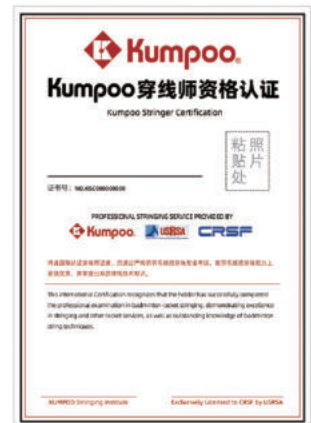 Kumpoo.
Kumpoo穿线师资格认证
Kumpoo Stringer Certification
粘贴处
照片
证书号:
PROFESSIONAL STRINGING SERVICE PROVIDED BY
Kumpoo. USRSA CRSF
This International Certification recognises that the holder has successfully completed
the professional examination in badminton racket stringing, demonstrating excellence
in stringing and other racket services, as well as outstanding knowledge of badminton
string techniques.
KUMPOO Stringing Institute Exclusively Licensed to CRSF by USRSA